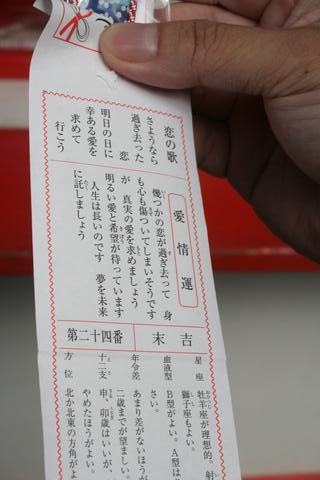 恋の歌
さようなら
過ぎ去った 恋
明日の日に
幸ある愛を
求めて
行こう
愛情運
幾つかの恋が過ぎ去って 身
も心も傷ついてしまいそうです
が 真実の愛を求めましょう
明るい愛と希望が待っています
人生は長いのです 夢を未来
に託しましょう
第二十四番
末吉
星座 牡羊座が理想的。射
獅子座もよい。
血液型 B型がよい。A型は
さい。
年令差 あまり差がないほうが
二歳までが望ましい。
十二支 申、卯歳はいいが、
やめたほうがよい。
方位 北か北東の方角がよ